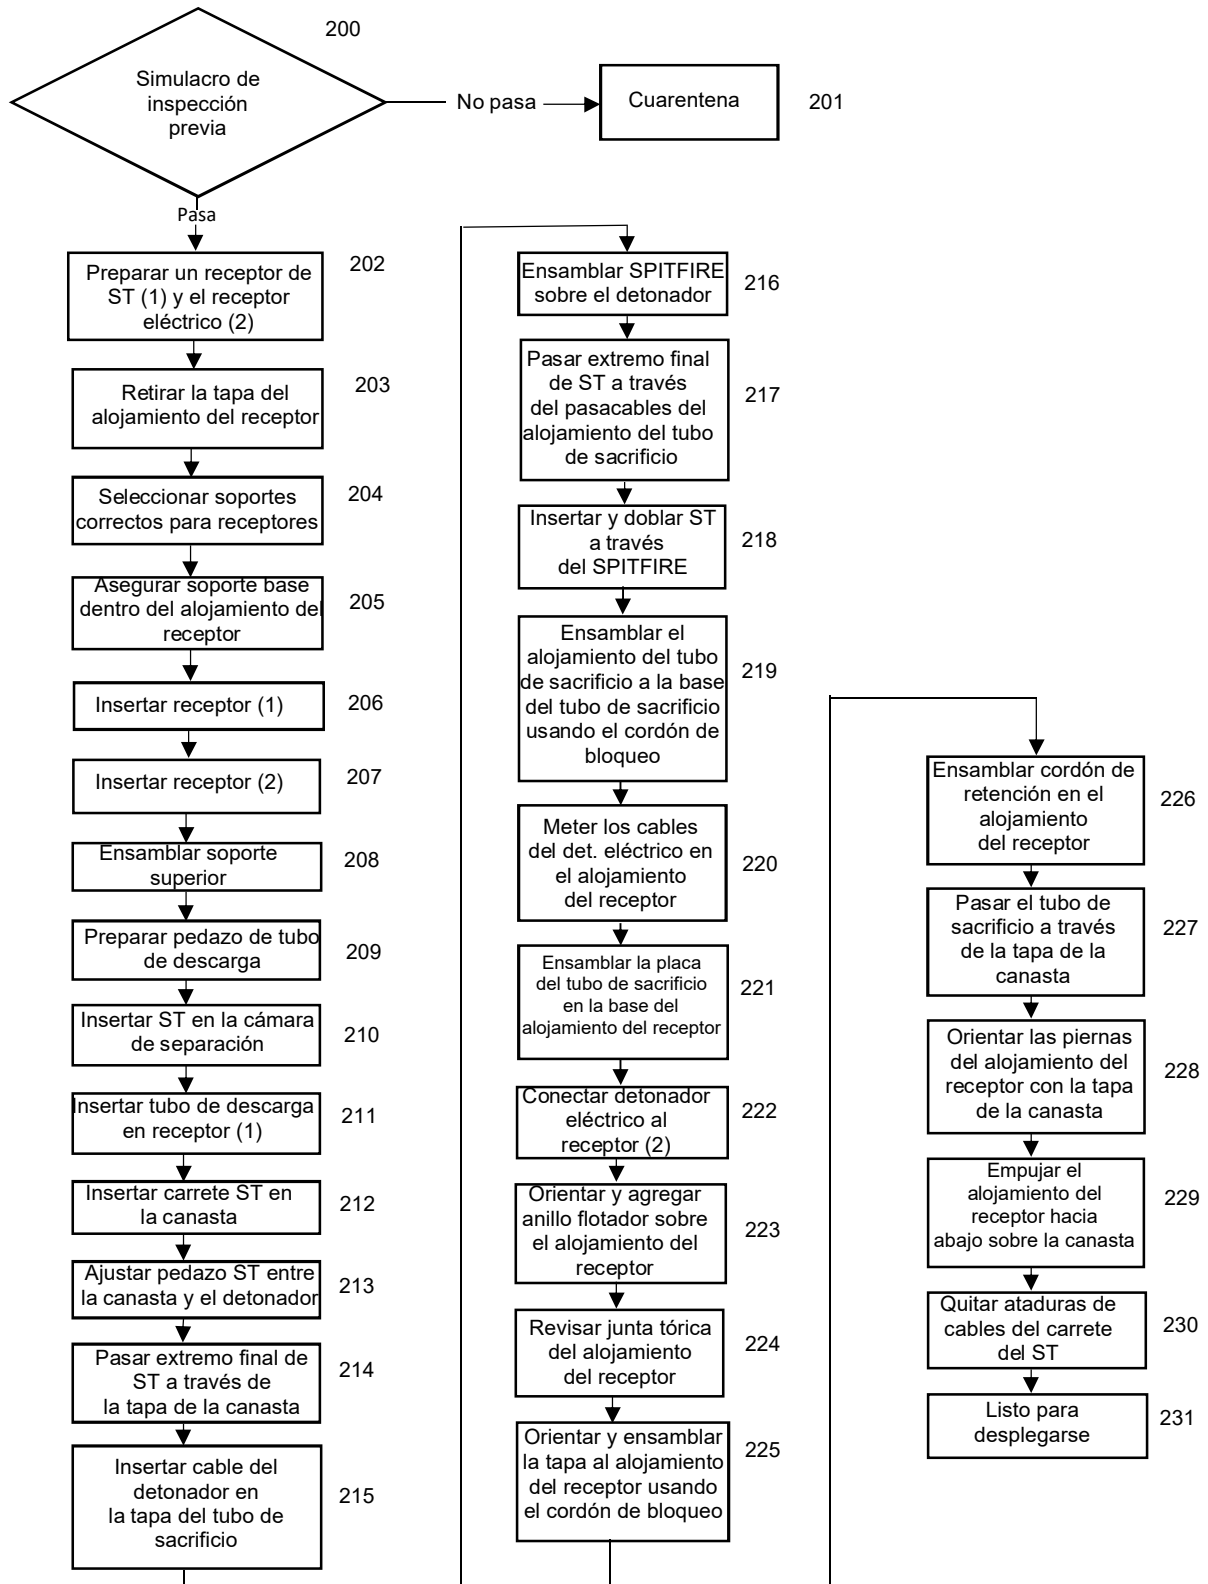 200
Simulacro de
inspección
previa
No pasa
Cuarentena
201
Pasa
202
Preparar un receptor de
ST (1) y el receptor
eléctrico (2)
203
Retirar la tapa del
alojamiento del receptor
204
Seleccionar soportes
correctos para receptores
205
Asegurar soporte base
dentro del alojamiento del
receptor
206
Insertar receptor (1)
207
Insertar receptor (2)
208
Ensamblar soporte
superior
209
Preparar pedazo de tubo
de descarga
210
Insertar ST en la cámara
de separación
211
Insertar tubo de descarga
en receptor (1)
212
Insertar carrete ST en
la canasta
213
Ajustar pedazo ST entre
la canasta y el detonador
214
Pasar extremo final de
ST a través de
la tapa de la canasta
215
Insertar cable del
detonador en
la tapa del tubo de
sacrificio
216
Ensamblar SPITFIRE
sobre el detonador
217
Pasar extremo final
de ST a través
del pasacables del
alojamiento del tubo
de sacrificio
218
Insertar y doblar ST
a través
del SPITFIRE
219
Ensamblar el
alojamiento del tubo
de sacrificio a la base
del tubo de sacrificio
usando el cordón de
bloqueo
220
Meter los cables
del det. eléctrico en
el alojamiento
del receptor
221
Ensamblar la placa
del tubo de sacrificio
en la base del
alojamiento del receptor
222
Conectar detonador
eléctrico al
receptor (2)
223
Orientar y agregar
anillo flotador sobre
el alojamiento del
receptor
224
Revisar junta tórica
del alojamiento
del receptor
225
Orientar y ensamblar
la tapa al alojamiento
del receptor usando
el cordón de bloqueo
226
Ensamblar cordón de
retención en el
alojamiento
del receptor
227
Pasar el tubo de
sacrificio a través
de la tapa de la
canasta
228
Orientar las piernas
del alojamiento del
receptor con la tapa
de la canasta
229
Empujar el
alojamiento del
receptor hacia
abajo sobre la canasta
230
Quitar ataduras de
cables del carrete
del ST
231
Listo para
desplegarse